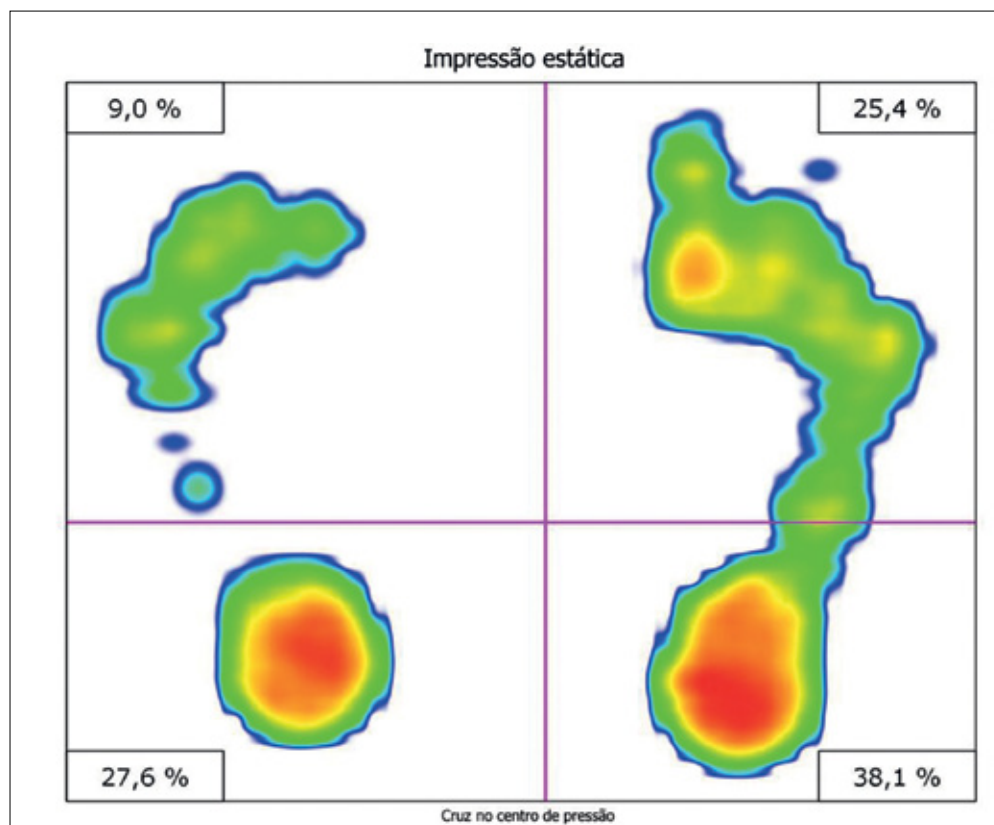 Impressão estática
9,0 %
25,4 %
27,6 %
38,1 %
Cruz no centro de pressão